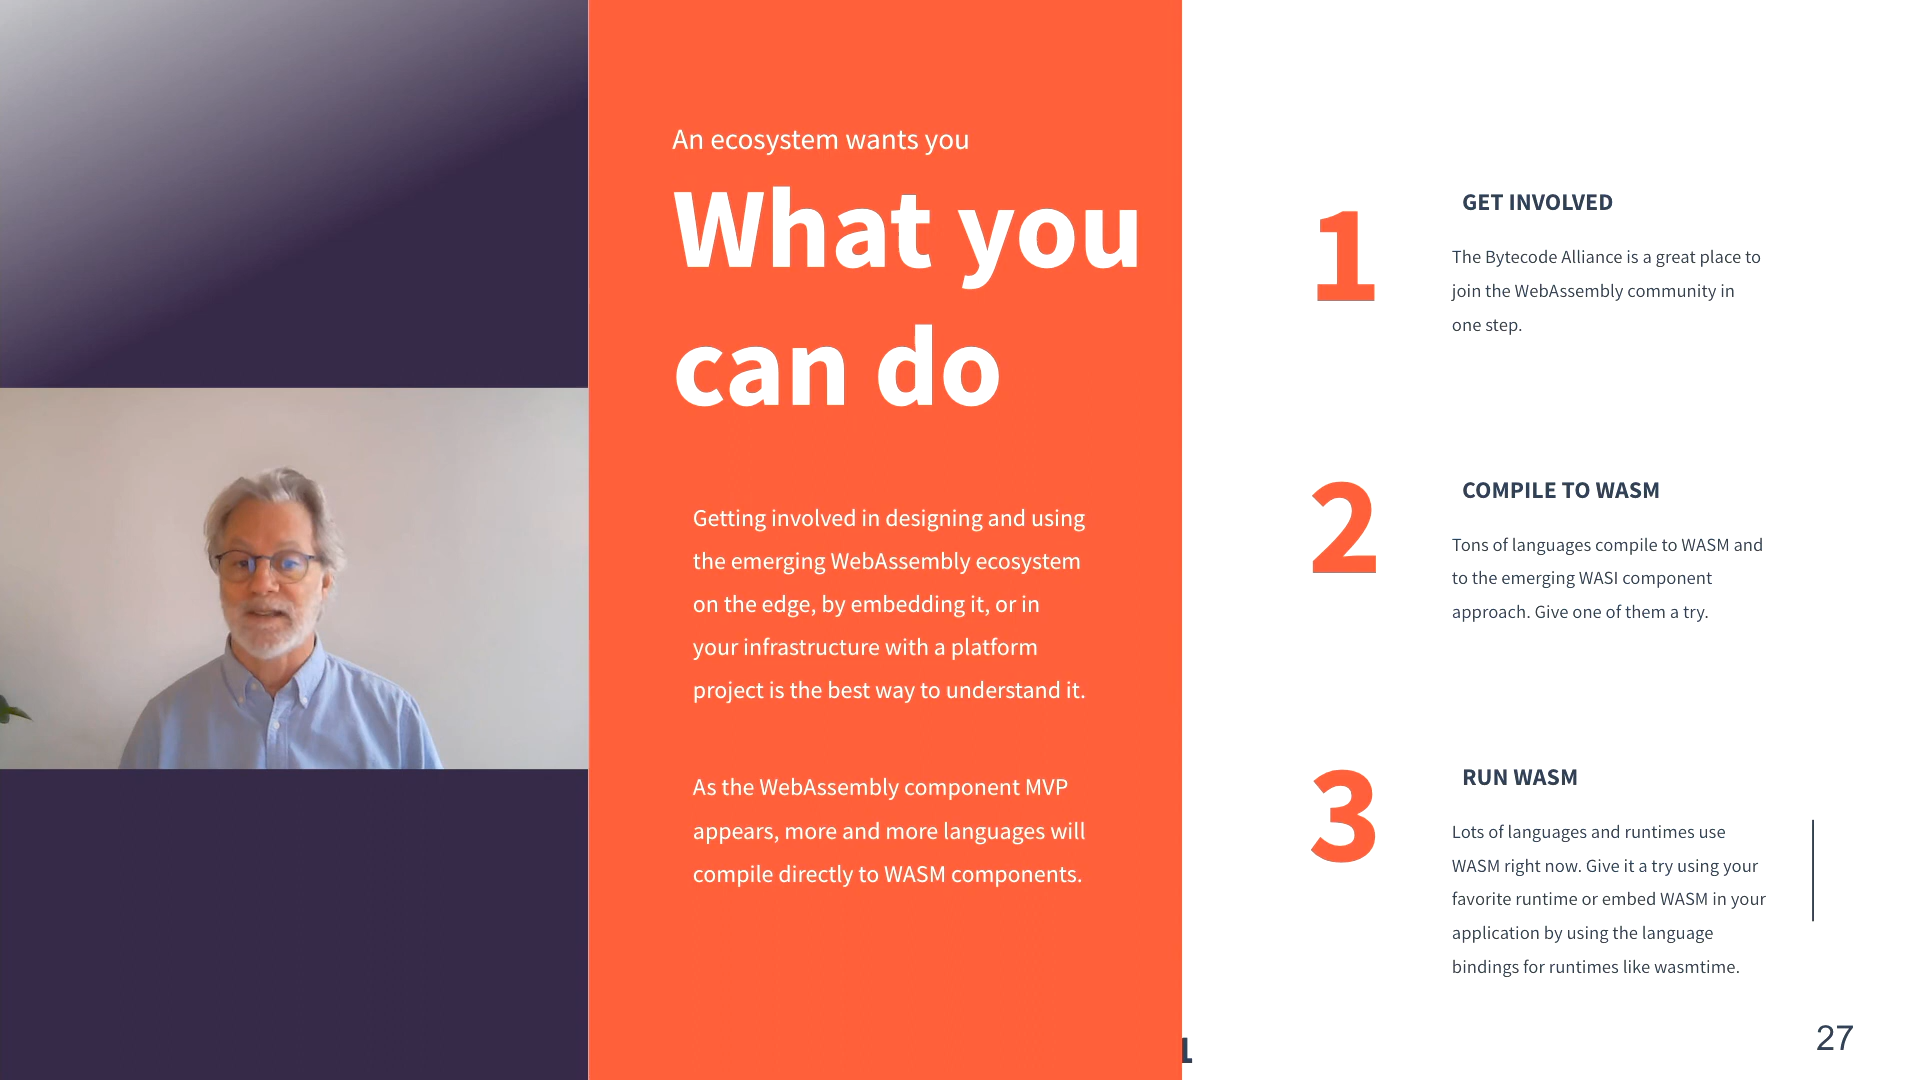 An ecosystem wants you
What you
can do
Getting involved in designing and using
the emerging WebAssembly ecosystem
on the edge, by embedding it, or in
your infrastructure with a platform
project is the best way to understand it.
As the WebAssembly component MVP
appears, more and more languages will
compile directly to WASM components.
1
GET INVOLVED
The Bytecode Alliance is a great place to
join the WebAssembly community in
one step.
2
COMPILE TO WASM
Tons of languages compile to WASM and
to the emerging WASI component
approach. Give one of them a try.
3
RUN WASM
Lots of languages and runtimes use
WASM right now. Give it a try using your
favorite runtime or embed WASM in your
application by using the language
bindings for runtimes like wasmtime.
27